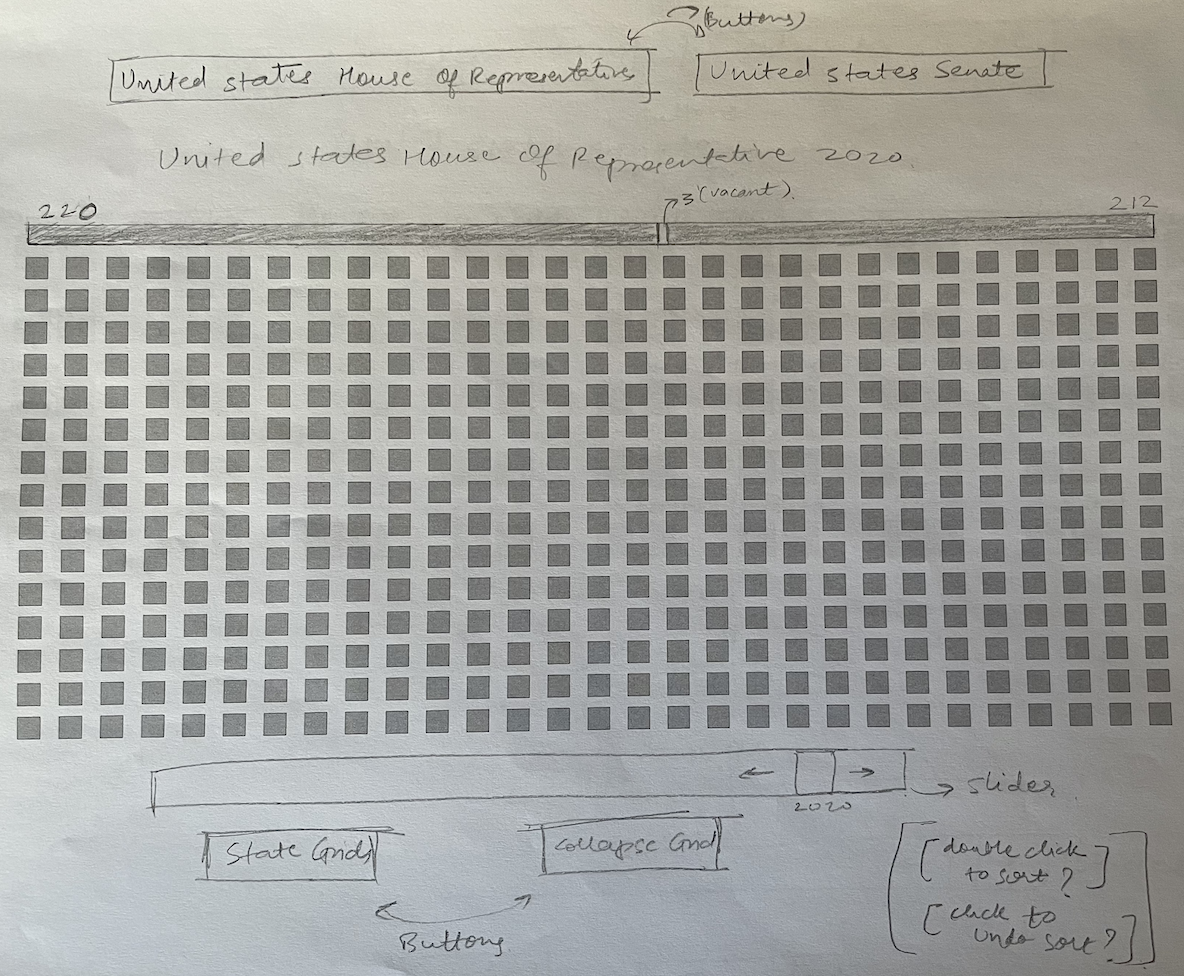 (Buttons)
United states House of Representative
United states Senate
United states House of Representative 2020.
220
3 (vacant).
212
← →
slider
2020
State Grids
Collapse Grid
Buttons
[double click
to sort?]
[click to
undo sort?]